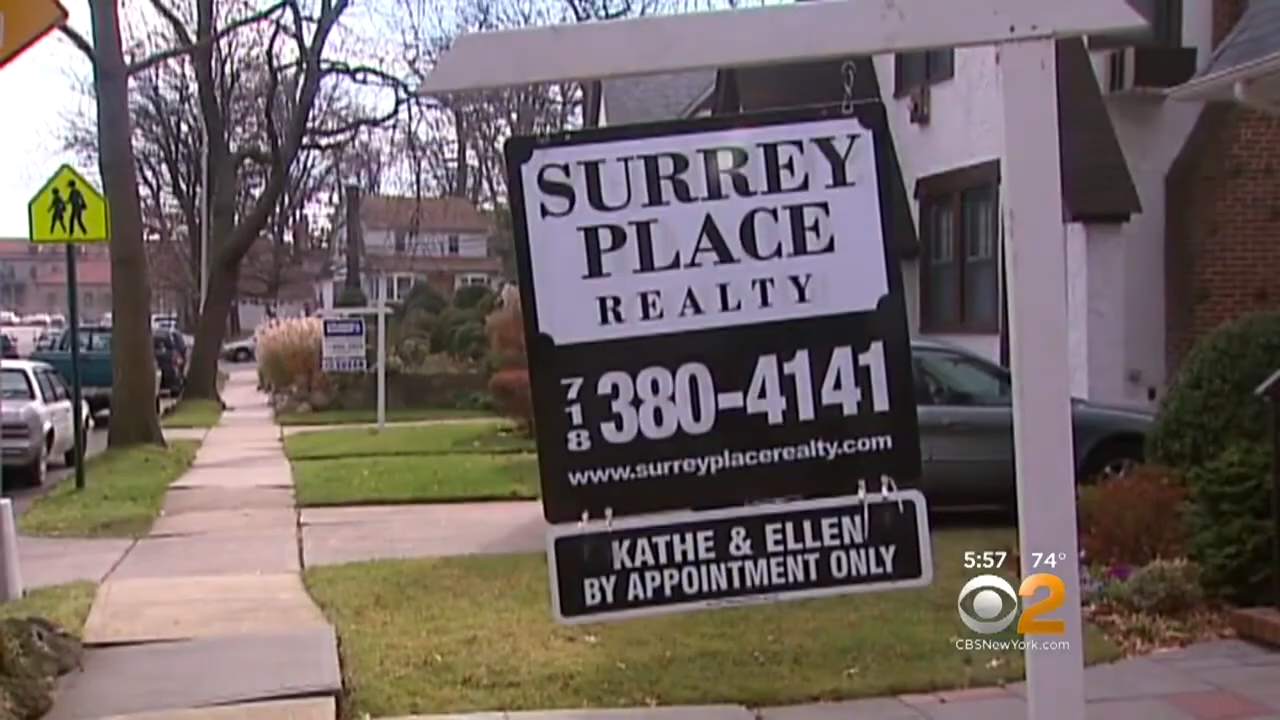 SURREY
PLACE
REALTY
718 380-4141
www.surreyplacerealty.com
KATHE & ELLEN
BY APPOINTMENT ONLY
5:57 74°
2
CBSNewYork.com